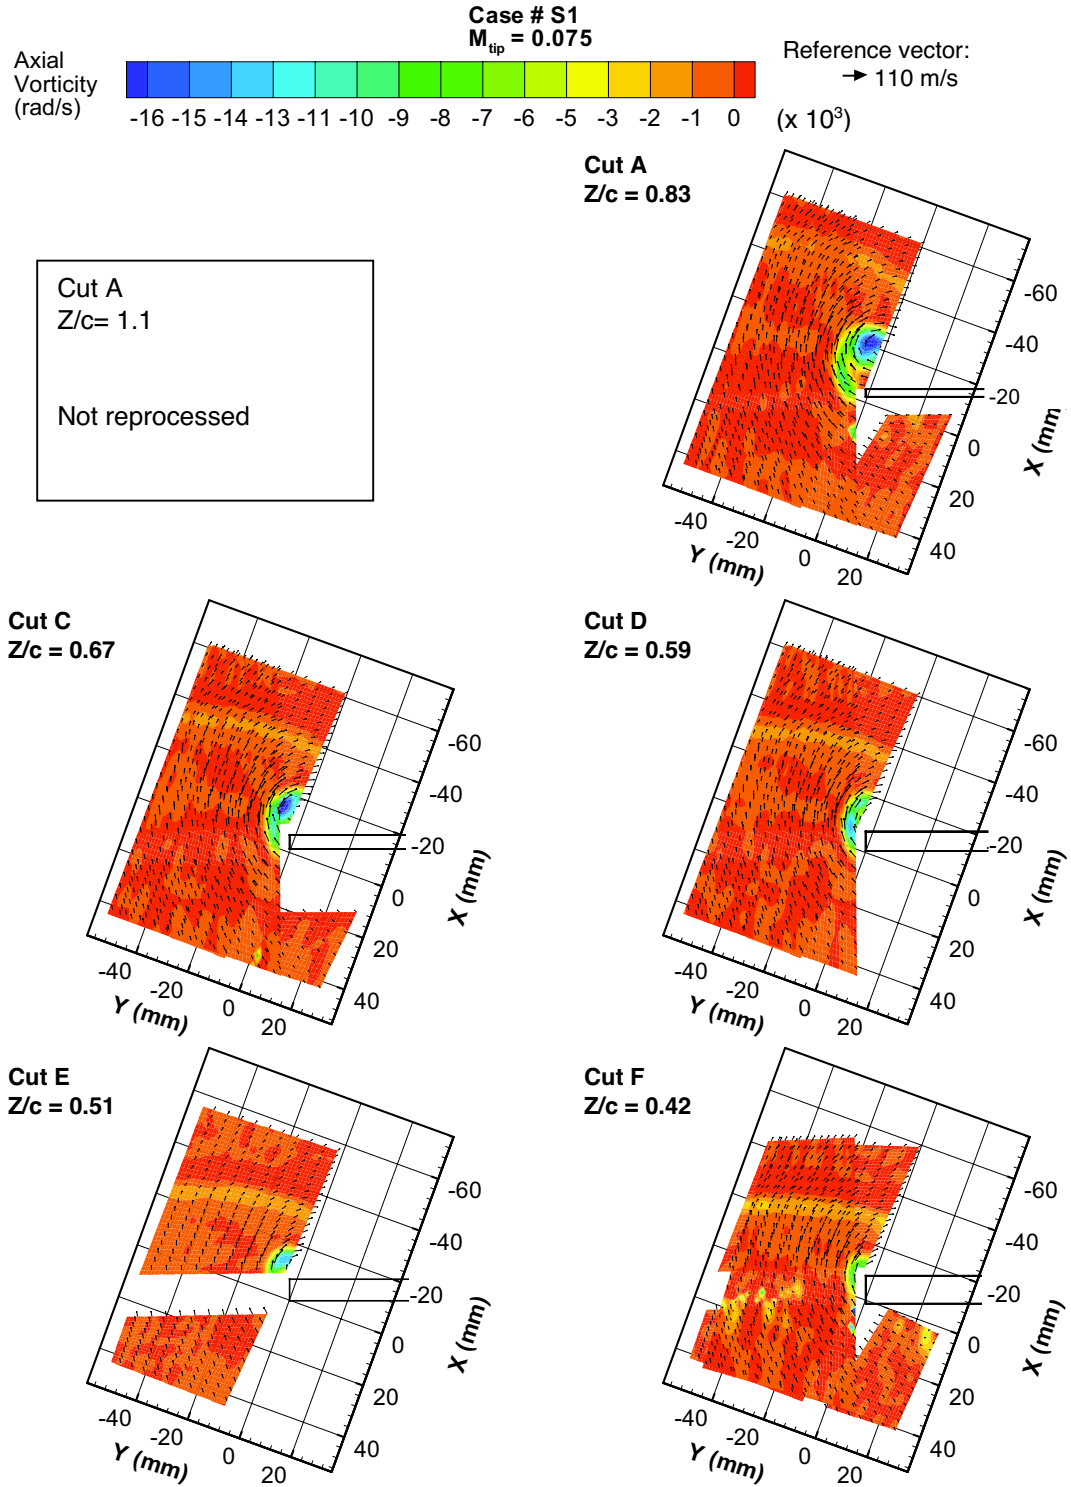 Case # S1
M_tip = 0.075
Axial
Vorticity
(rad/s)
-16 -15 -14 -13 -11 -10 -9 -8 -7 -6 -5 -3 -2 -1 0
(x 10³)
Reference vector:
110 m/s
Cut A
Z/c = 0.83
-60
-40
-20
0
20
40
X (mm
-40
-20
0
20
Y (mm)
Cut A
Z/c= 1.1
Not reprocessed
Cut C
Z/c = 0.67
-60
-40
-20
0
20
40
X (mm)
-40
-20
0
20
Y (mm)
Cut D
Z/c = 0.59
-60
-40
-20
0
20
40
X (mm)
-40
-20
0
20
Y (mm)
Cut E
Z/c = 0.51
-60
-40
-20
0
20
40
X (mm)
-40
-20
0
20
Y (mm)
Cut F
Z/c = 0.42
-60
-40
-20
0
20
40
X (mm)
-40
-20
0
20
Y (mm)